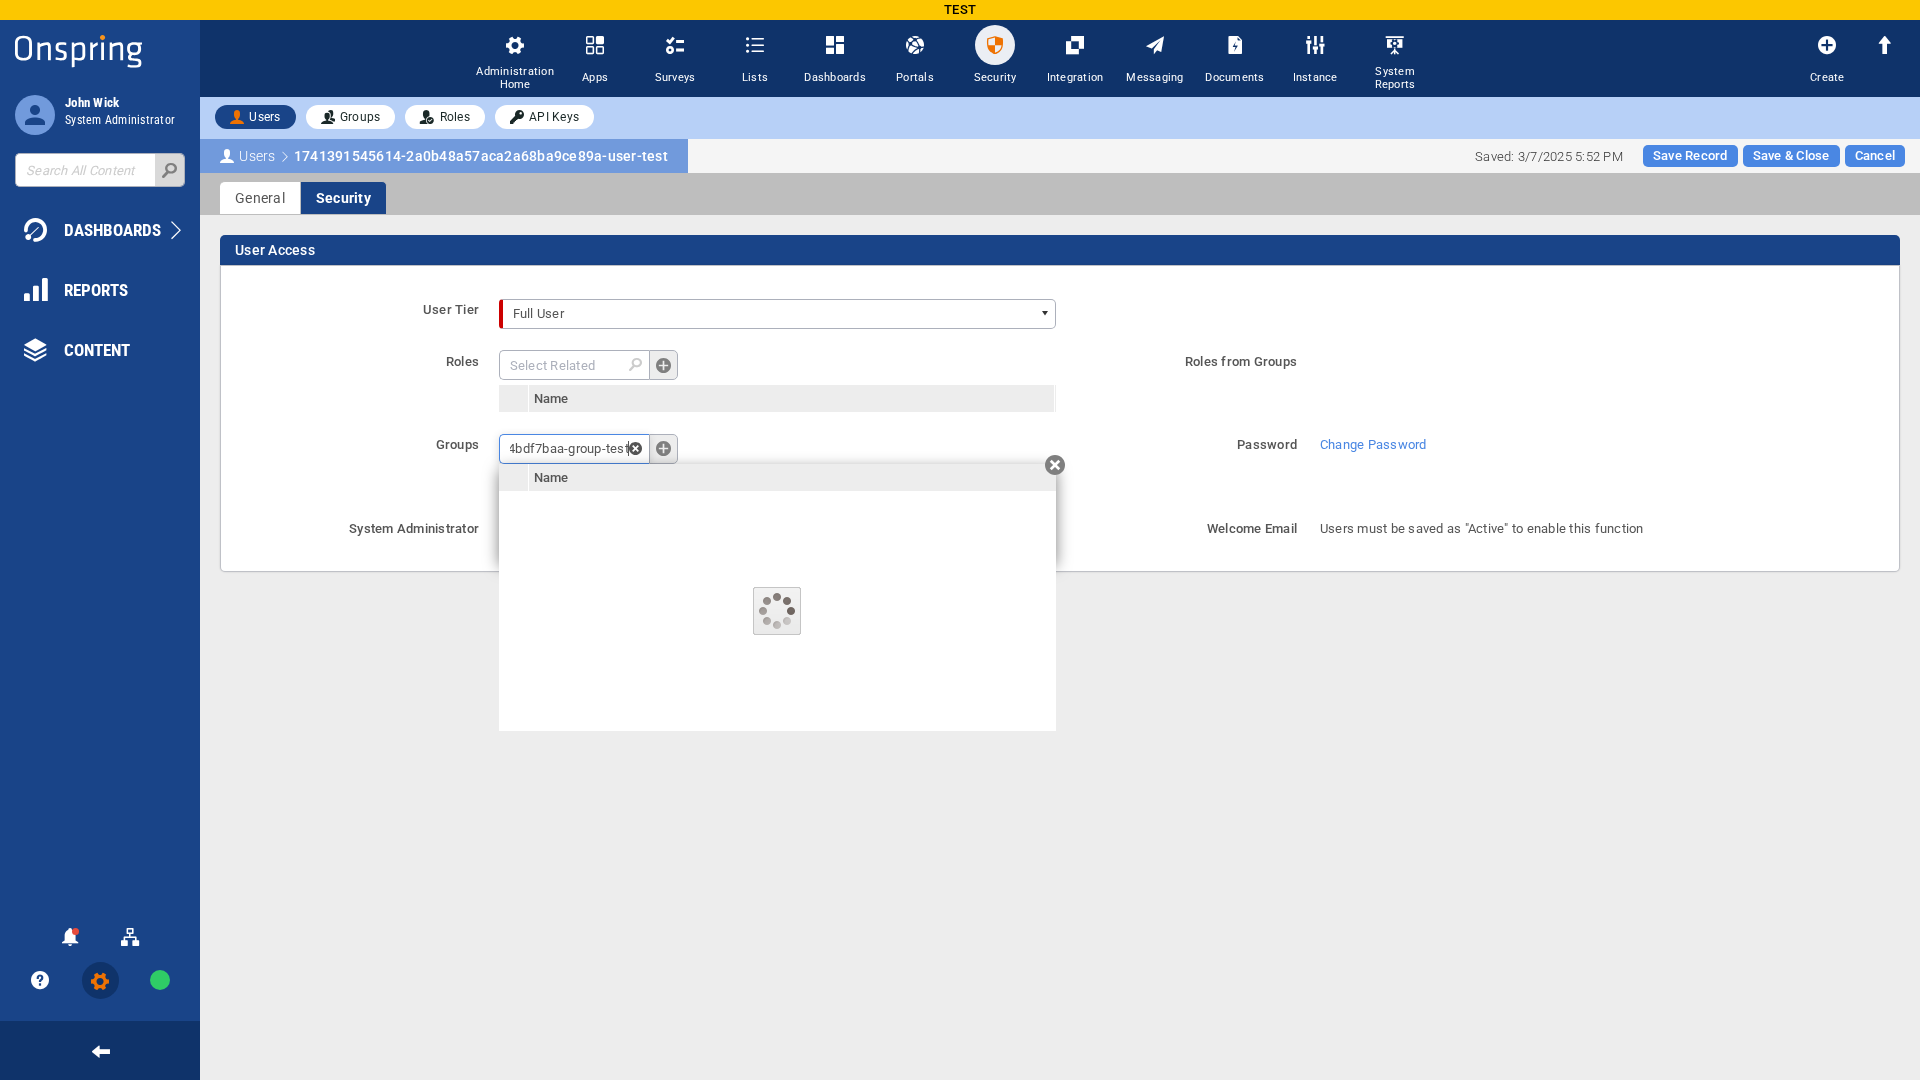 TEST
Onspring
John Wick
System Administrator
Search All Content
DASHBOARDS
REPORTS
CONTENT
Administration Home
Apps
Surveys
Lists
Dashboards
Portals
Security
Integration
Messaging
Documents
Instance
System Reports
Create
Users
Groups
Roles
API Keys
Users
1741391545614-2a0b48a57aca2a68ba9ce89a-user-test
Saved: 3/7/2025 5:52 PM
Save Record
Save & Close
Cancel
General
Security
User Access
User Tier
Full User
Roles
Select Related
Name
Roles from Groups
Groups
4bdf7baa-group-test
Name
Password
Change Password
System Administrator
Welcome Email
Users must be saved as "Active" to enable this function